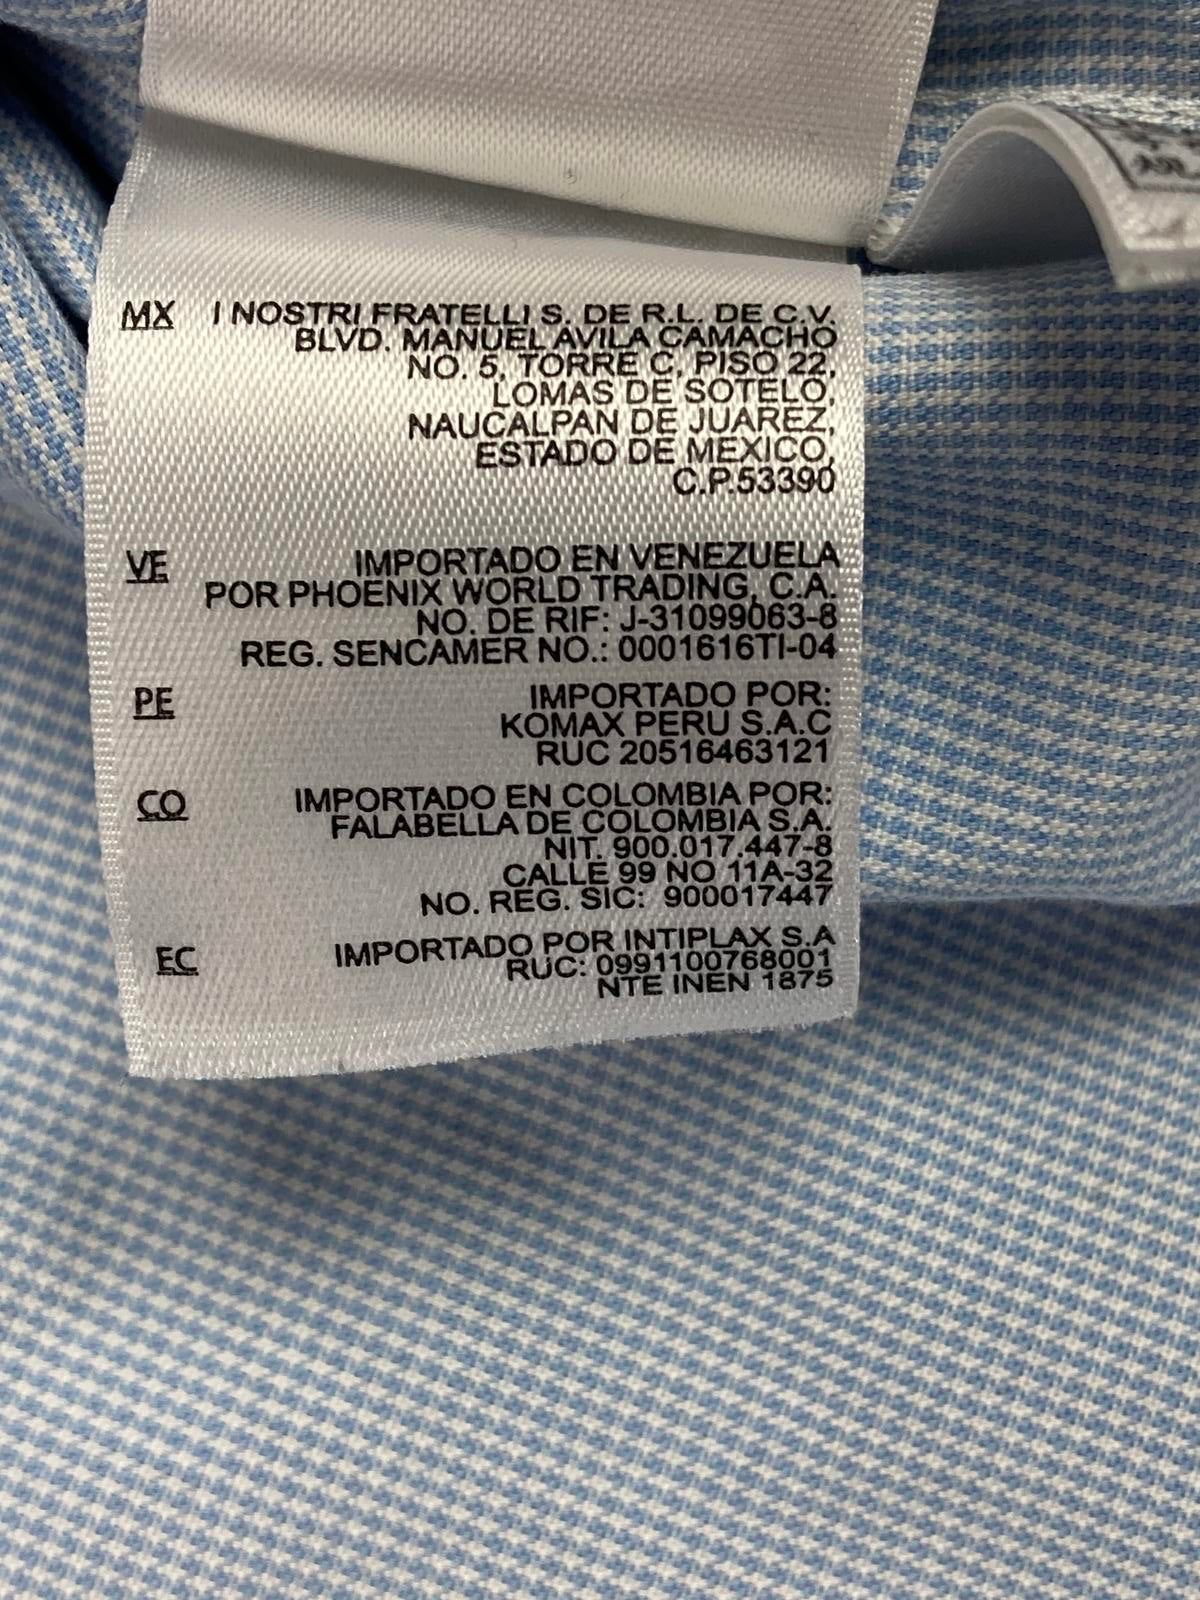 MX I NOSTRI FRATELLI S. DE R.L. DE C.V.
BLVD. MANUEL AVILA CAMACHO
NO. 5, TORRE C, PISO 22,
LOMAS DE SOTELO,
NAUCALPAN DE JUAREZ,
ESTADO DE MEXICO,
C.P.53390
VE IMPORTADO EN VENEZUELA
POR PHOENIX WORLD TRADING, C.A.
NO. DE RIF: J-31099063-8
REG. SENCAMER NO.: 0001616TI-04
PE IMPORTADO POR:
KOMAX PERU S.A.C
RUC 20516463121
CO IMPORTADO EN COLOMBIA POR:
FALABELLA DE COLOMBIA S.A.
NIT. 900.017.447-8
CALLE 99 NO 11A-32
NO. REG. SIC: 900017447
EC IMPORTADO POR INTIPLAX S.A
RUC: 0991100768001
NTE INEN 1875